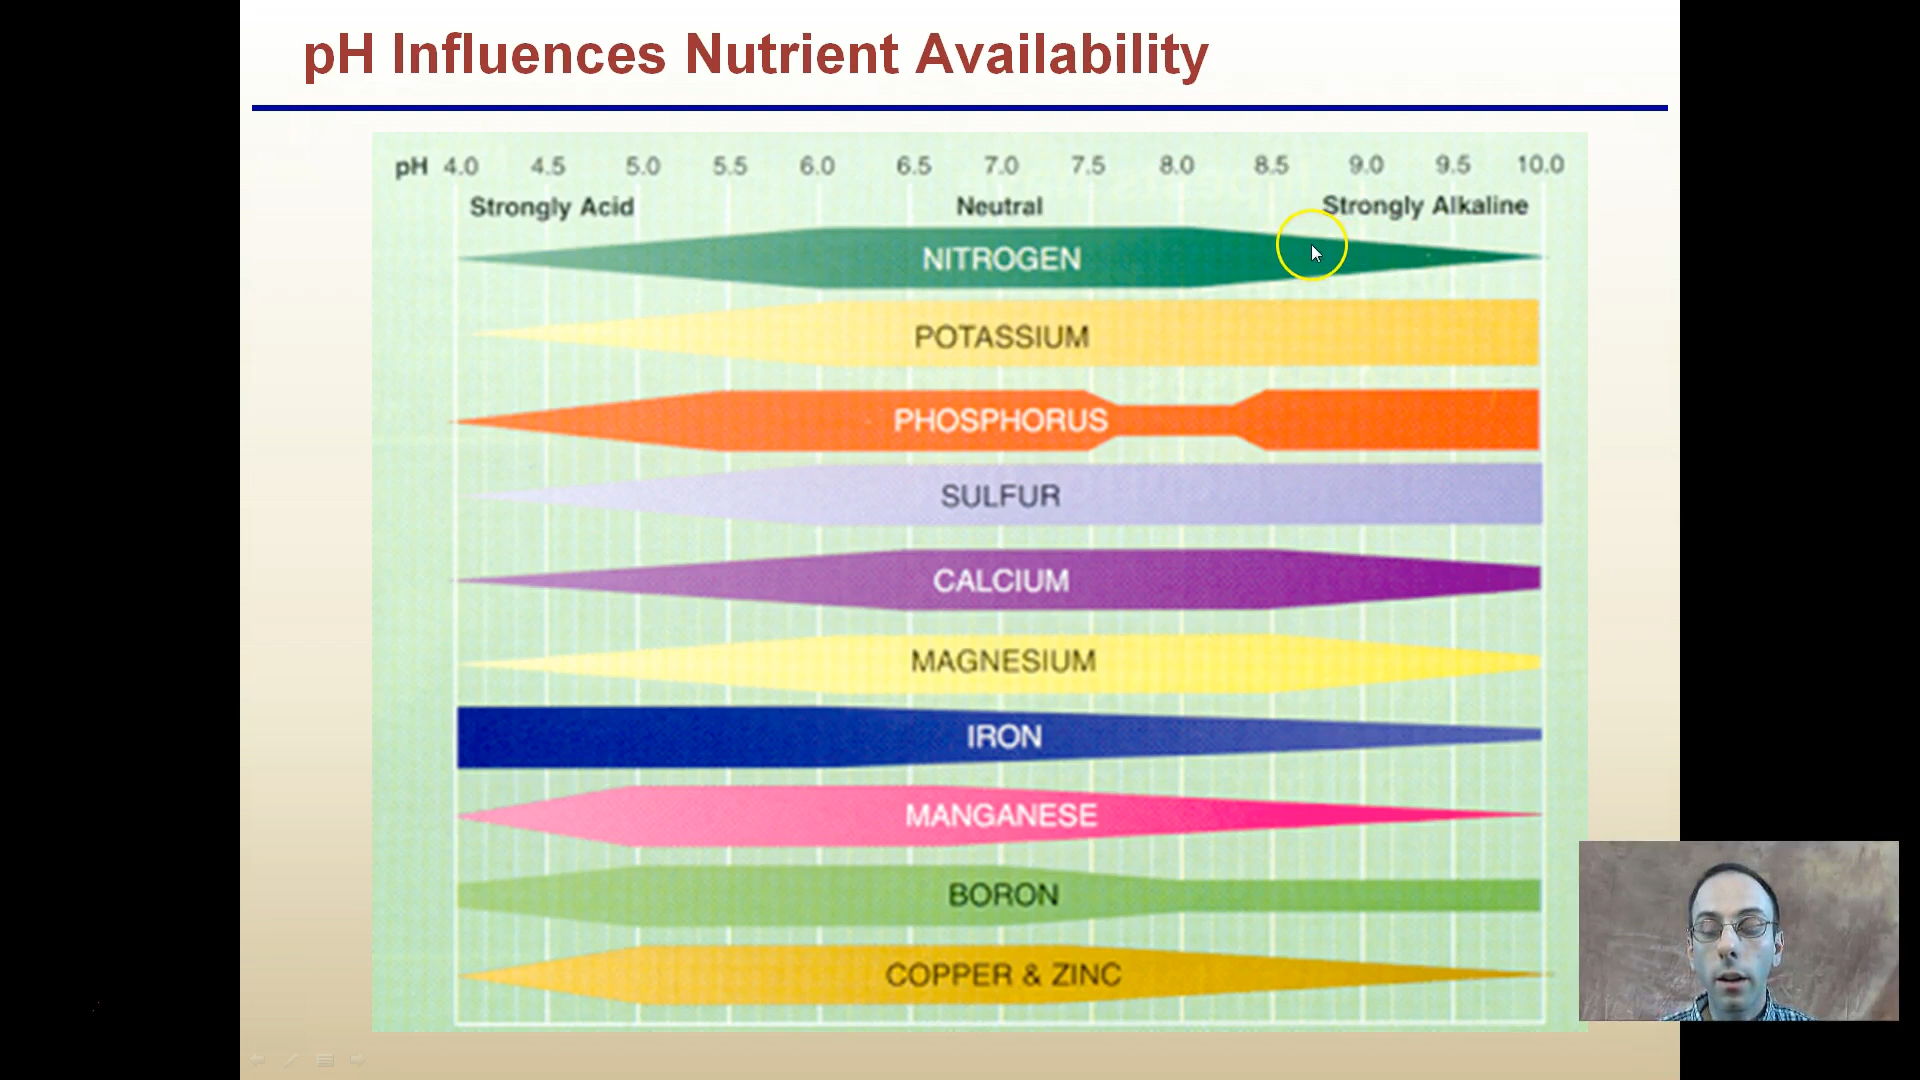 pH Influences Nutrient Availability
pH 4.0 4.5 5.0 5.5 6.0 6.5 7.0 7.5 8.0 8.5 9.0 9.5 10.0
Strongly Acid Neutral Strongly Alkaline
NITROGEN
POTASSIUM
PHOSPHORUS
SULFUR
CALCIUM
MAGNESIUM
IRON
MANGANESE
BORON
COPPER & ZINC